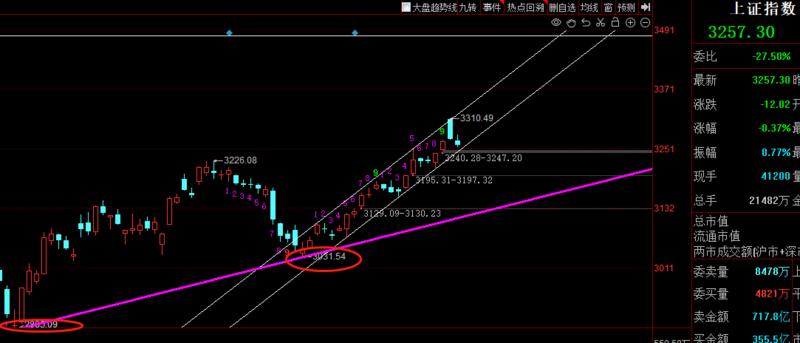 大盘趋势线 九转 事件 热点回溯 删自选 均线 窗 预测
上证指数
3257.30
3491
3371
3251
3132
3011
3310.49
3226.08
3240.28-3247.20
3195.31-3197.32
3129.09-3130.23
3031.54
委比 -27.50%
最新 3257.30 开
涨跌 -12.02
涨幅 -0.37%
振幅 0.77%
现手 41200
总手 21482万 金
总市值
流通市值
两市成交额(沪市+深市
委卖量 8478万
委买量 4821万
卖金额 717.8亿 下
买金额 355.5亿